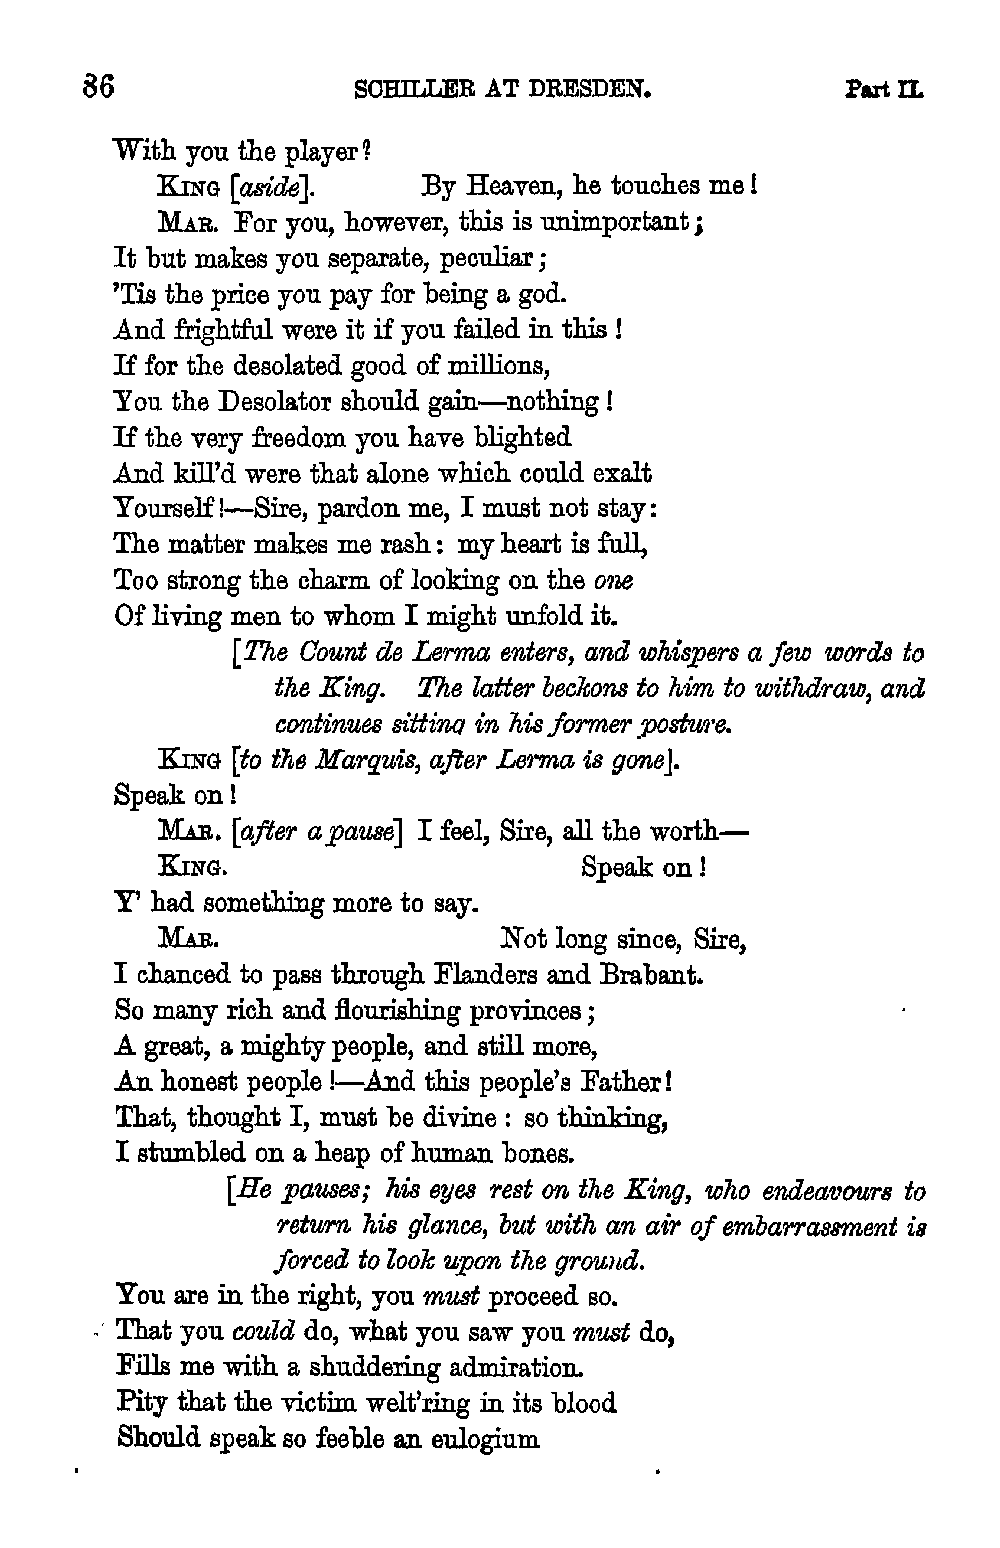 86 SCHILLER AT DRESDEN. Part II.
With you the player?
KING [aside]. By Heaven, he touches me!
MAR. For you, however, this is unimportant;
It but makes you separate, peculiar;
'Tis the price you pay for being a god.
And frightful were it if you failed in this!
If for the desolated good of millions,
You the Desolator should gain—nothing!
If the very freedom you have blighted
And kill'd were that alone which could exalt
Yourself!—Sire, pardon me, I must not stay:
The matter makes me rash: my heart is full,
Too strong the charm of looking on the one
Of living men to whom I might unfold it.
[The Count de Lerma enters, and whispers a few words to
the King. The latter beckons to him to withdraw, and
continues sitting in his former posture.
KING [to the Marquis, after Lerma is gone].
Speak on!
MAR. [after a pause] I feel, Sire, all the worth—
KING. Speak on!
Y' had something more to say.
MAR. Not long since, Sire,
I chanced to pass through Flanders and Brabant.
So many rich and flourishing provinces;
A great, a mighty people, and still more,
An honest people!—And this people's Father!
That, thought I, must be divine: so thinking,
I stumbled on a heap of human bones.
[He pauses; his eyes rest on the King, who endeavours to
return his glance, but with an air of embarrassment is
forced to look upon the ground.
You are in the right, you must proceed so.
That you could do, what you saw you must do,
Fills me with a shuddering admiration.
Pity that the victim welt'ring in its blood
Should speak so feeble an eulogium